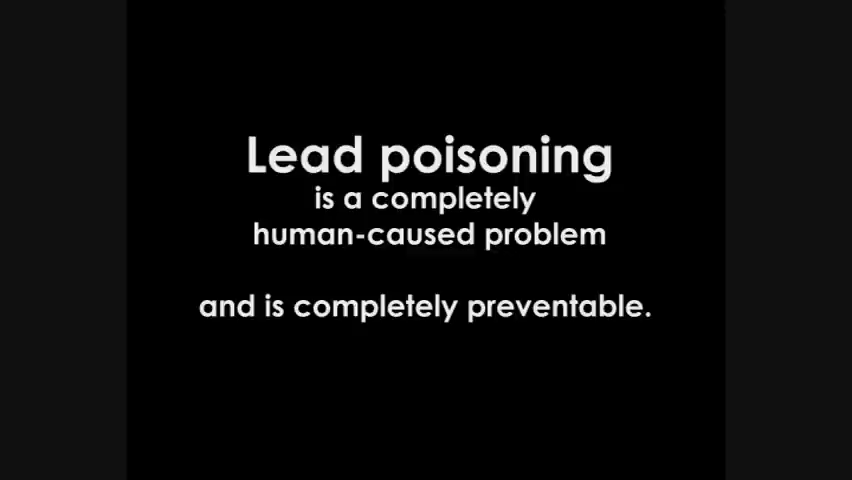 Lead poisoning
is a completely
human-caused problem
and is completely preventable.